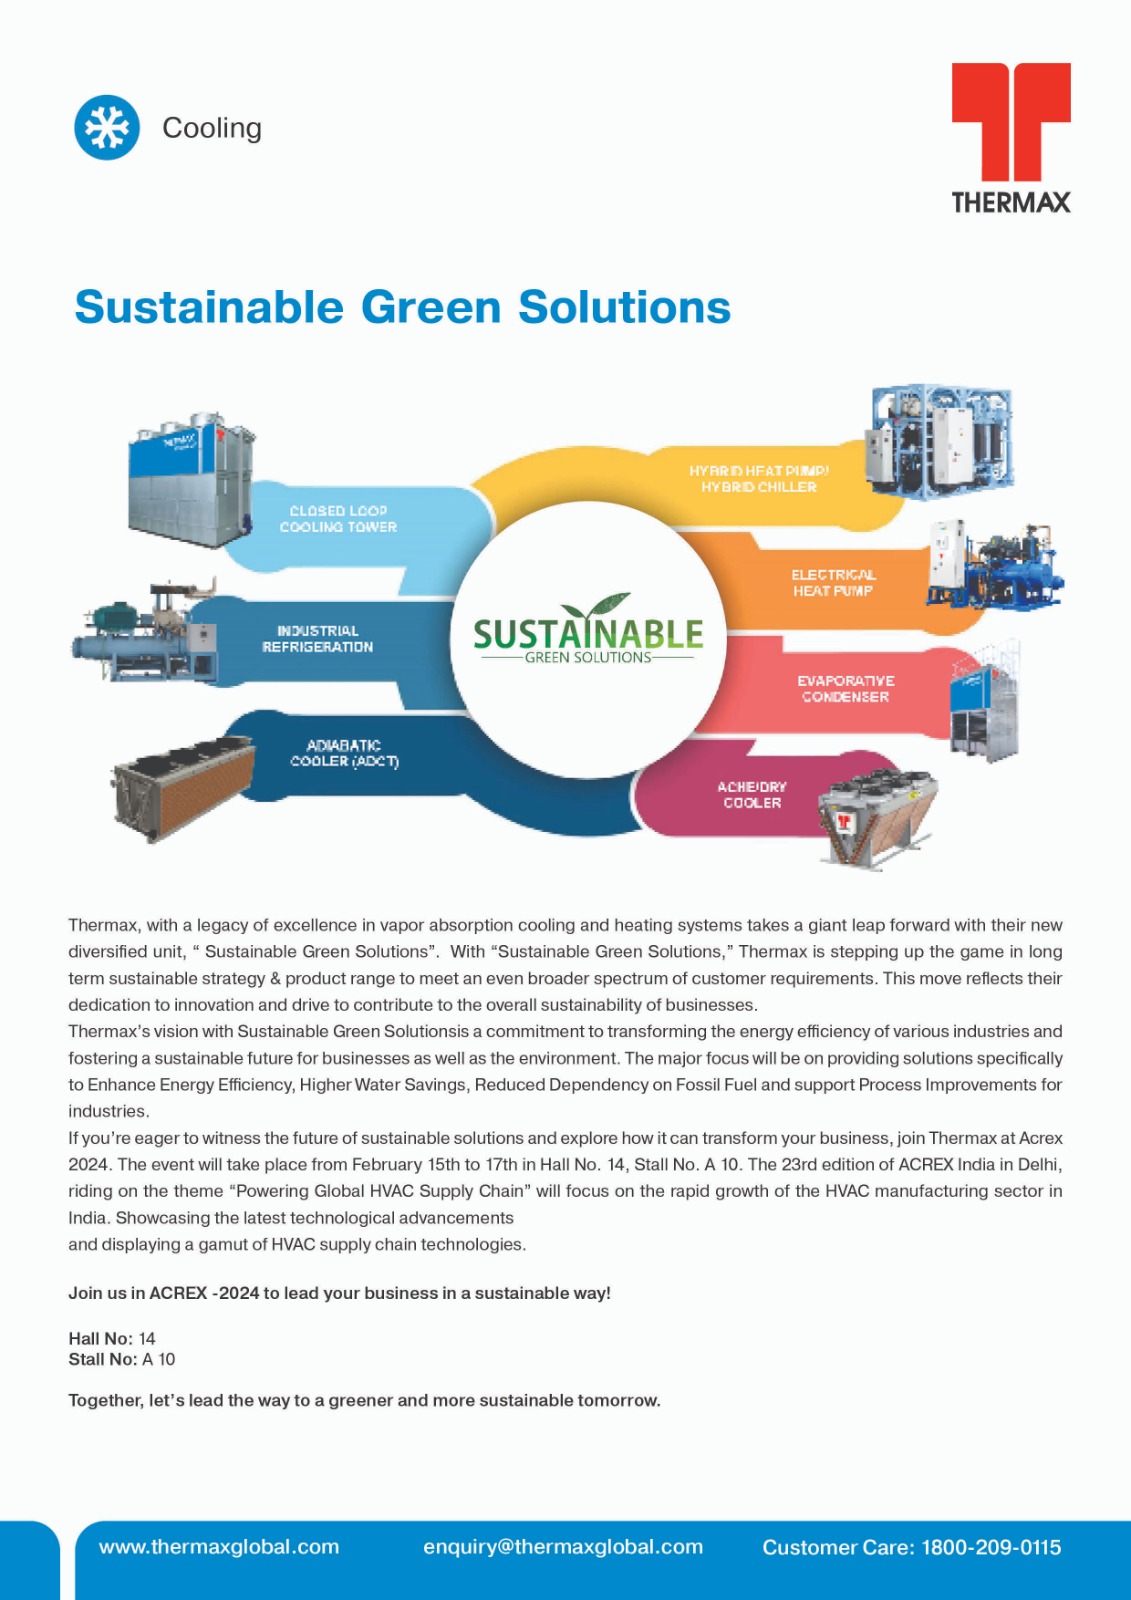 Cooling
THERMAX
Sustainable Green Solutions
THERMAX
HYBRID HEAT PUMP/
HYBRID CHILLER
CLOSED LOOP
COOLING TOWER
ELECTRICAL
HEAT PUMP
INDUSTRIAL
REFRIGERATION
SUSTAINABLE
GREEN SOLUTIONS
EVAPORATIVE
CONDENSER
ADIABATIC
COOLER (ADCT)
ACHE/DRY
COOLER
Thermax, with a legacy of excellence in vapor absorption cooling and heating systems takes a giant leap forward with their new
diversified unit, “ Sustainable Green Solutions”.  With “Sustainable Green Solutions,” Thermax is stepping up the game in long
term sustainable strategy & product range to meet an even broader spectrum of customer requirements. This move reflects their
dedication to innovation and drive to contribute to the overall sustainability of businesses.
Thermax’s vision with Sustainable Green Solutionsis a commitment to transforming the energy efficiency of various industries and
fostering a sustainable future for businesses as well as the environment. The major focus will be on providing solutions specifically
to Enhance Energy Efficiency, Higher Water Savings, Reduced Dependency on Fossil Fuel and support Process Improvements for
industries.
If you’re eager to witness the future of sustainable solutions and explore how it can transform your business, join Thermax at Acrex
2024. The event will take place from February 15th to 17th in Hall No. 14, Stall No. A 10. The 23rd edition of ACREX India in Delhi,
riding on the theme “Powering Global HVAC Supply Chain” will focus on the rapid growth of the HVAC manufacturing sector in
India. Showcasing the latest technological advancements
and displaying a gamut of HVAC supply chain technologies.
Join us in ACREX -2024 to lead your business in a sustainable way!
Hall No: 14
Stall No: A 10
Together, let’s lead the way to a greener and more sustainable tomorrow.
www.thermaxglobal.com enquiry@thermaxglobal.com Customer Care: 1800-209-0115